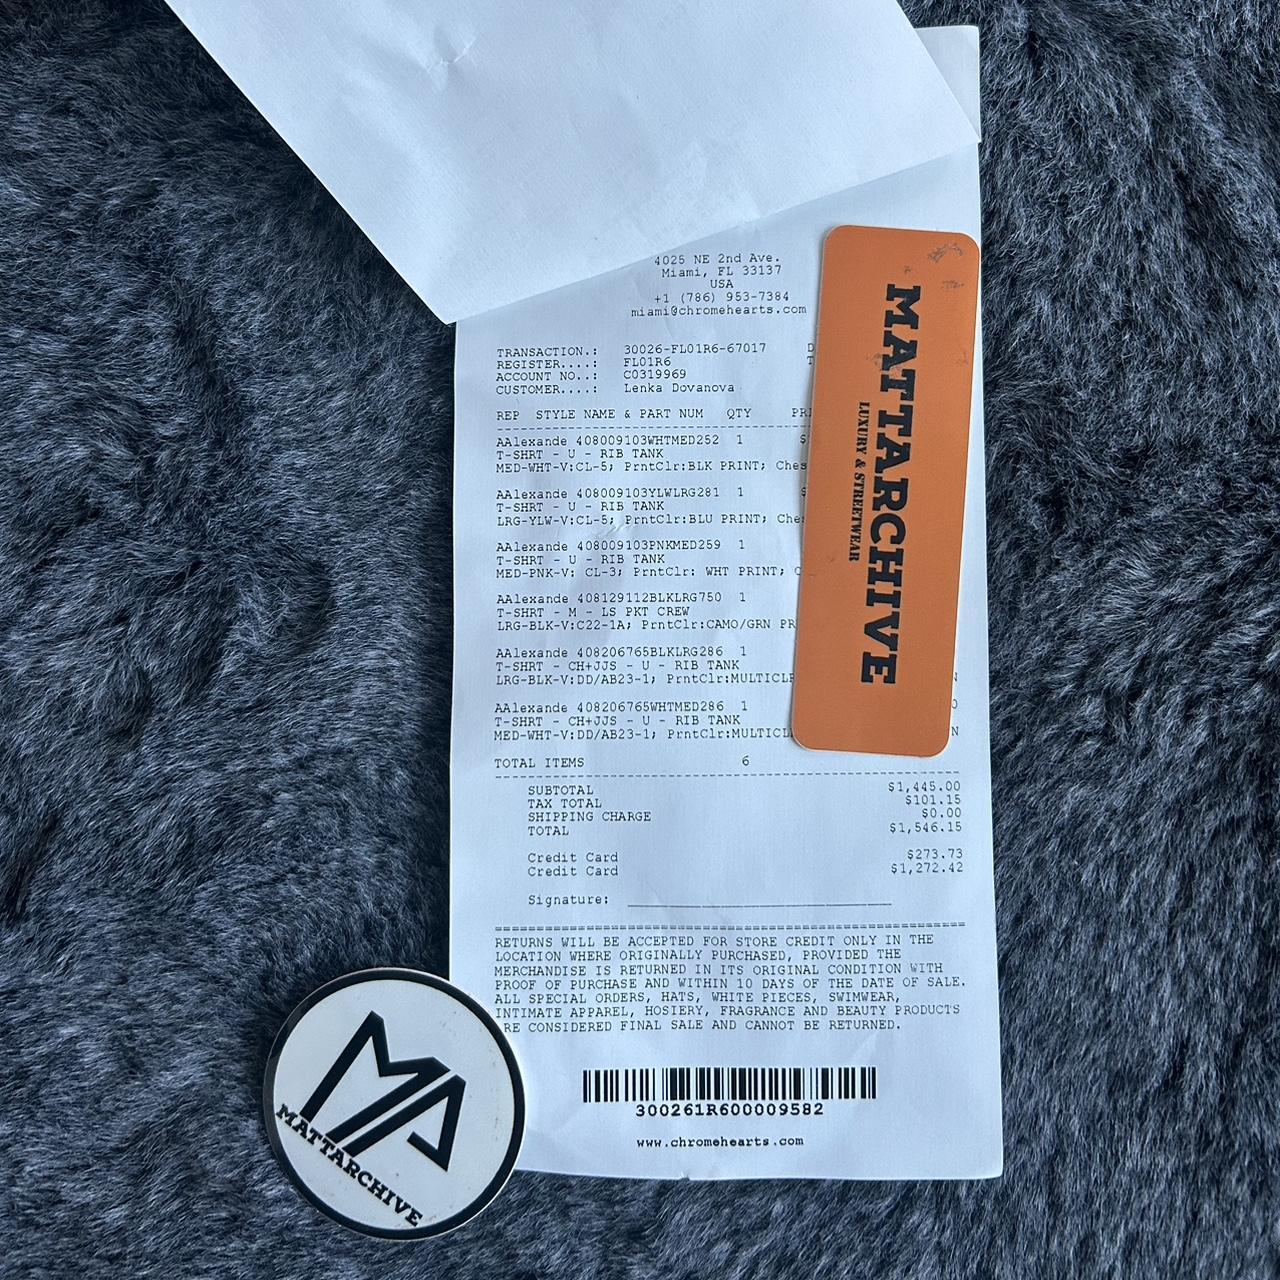 4025 NE 2nd Ave.
Miami, FL 33137
USA
+1 (786) 953-7384
miami@chromehearts.com
TRANSACTION.: 30026-FL01R6-67017 D
REGISTER....: FL01R6 T
ACCOUNT NO..: C0319969
CUSTOMER....: Lenka Dovanova
REP STYLE NAME & PART NUM QTY PRI
AAlexande 408009103WHTMED252 1 $
T-SHRT - U - RIB TANK
MED-WHT-V:CL-5; PrntClr:BLK PRINT; Ches
AAlexande 408009103YLWLRG281 1 $
T-SHRT - U - RIB TANK
LRG-YLW-V:CL-5; PrntClr:BLU PRINT; Che
AAlexande 408009103PNKMED259 1
T-SHRT - U - RIB TANK
MED-PNK-V: CL-3; PrntClr: WHT PRINT; C
AAlexande 408129112BLKLRG750 1
T-SHRT - M - LS PKT CREW
LRG-BLK-V:C22-1A; PrntClr:CAMO/GRN PR
AAlexande 408206765BLKLRG286 1
T-SHRT - CH+JJS - U - RIB TANK
LRG-BLK-V:DD/AB23-1; PrntClr:MULTICLR N
AAlexande 408206765WHTMED286 1 0
T-SHRT - CH+JJS - U - RIB TANK
MED-WHT-V:DD/AB23-1; PrntClr:MULTICL N
TOTAL ITEMS 6
SUBTOTAL $1,445.00
TAX TOTAL $101.15
SHIPPING CHARGE $0.00
TOTAL $1,546.15
Credit Card $273.73
Credit Card $1,272.42
Signature:
RETURNS WILL BE ACCEPTED FOR STORE CREDIT ONLY IN THE
LOCATION WHERE ORIGINALLY PURCHASED, PROVIDED THE
MERCHANDISE IS RETURNED IN ITS ORIGINAL CONDITION WITH
PROOF OF PURCHASE AND WITHIN 10 DAYS OF THE DATE OF SALE.
ALL SPECIAL ORDERS, HATS, WHITE PIECES, SWIMWEAR,
INTIMATE APPAREL, HOSIERY, FRAGRANCE AND BEAUTY PRODUCTS
RE CONSIDERED FINAL SALE AND CANNOT BE RETURNED.
300261R600009582
www.chromehearts.com
MATTARCHIVE
LUXURY & STREETWEAR
MA
MATTARCHIVE